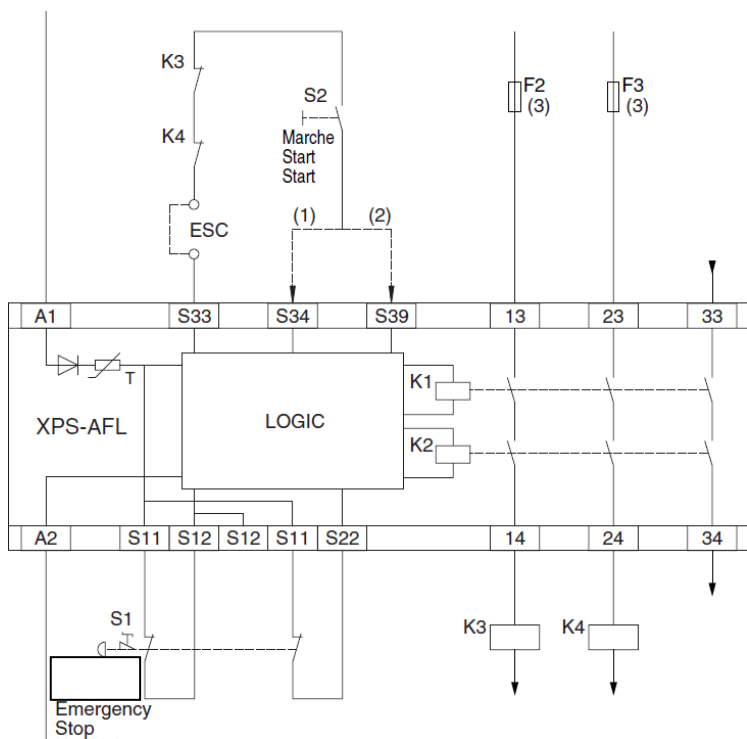 K3
F2
(3)
F3
(3)
S2
K4
Marche
Start
Start
(1)
(2)
ESC
A1
S33
S34
S39
13
23
33
T
K1
XPS-AFL
LOGIC
K2
A2
S11
S12
S12
S11
S22
14
24
34
S1
K3
K4
Emergency
Stop